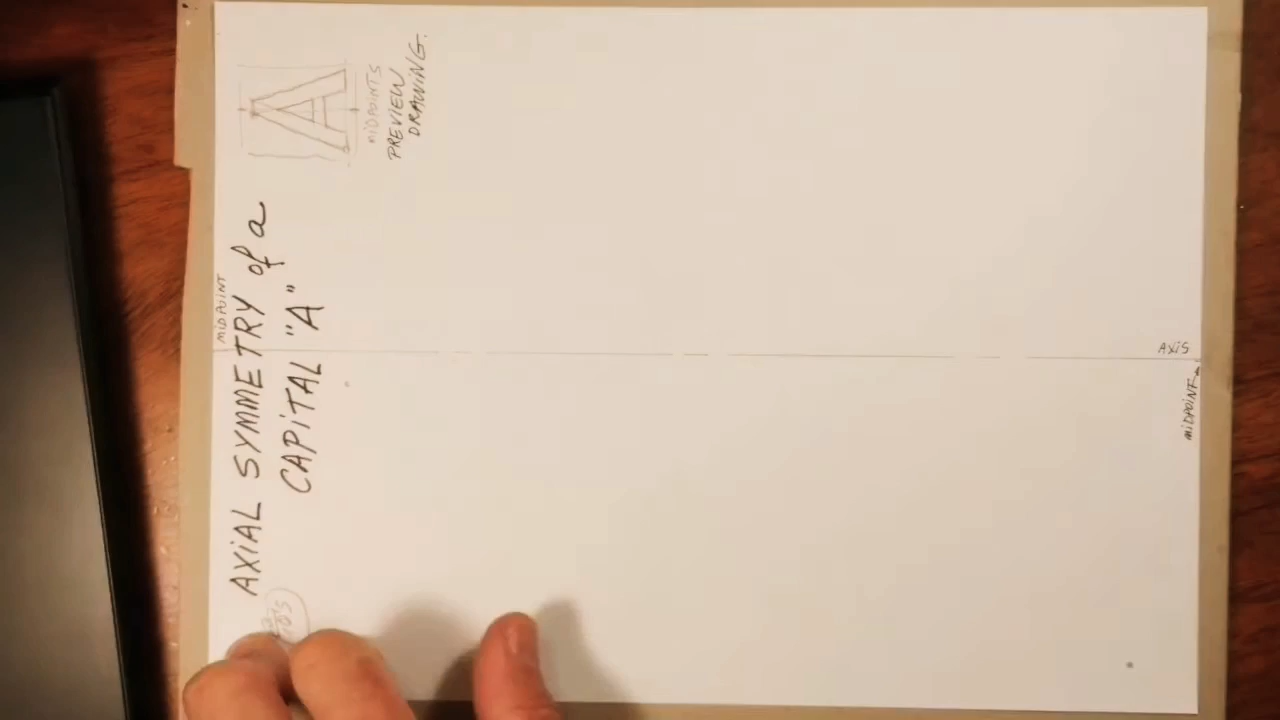 AXiAL SYMMETRY of a
CAPiTAL "A"
MiDPOiNT
A
MiDPOiNTS
PREViEW
DRAWiNG.
AXiS
MiDPOiNT